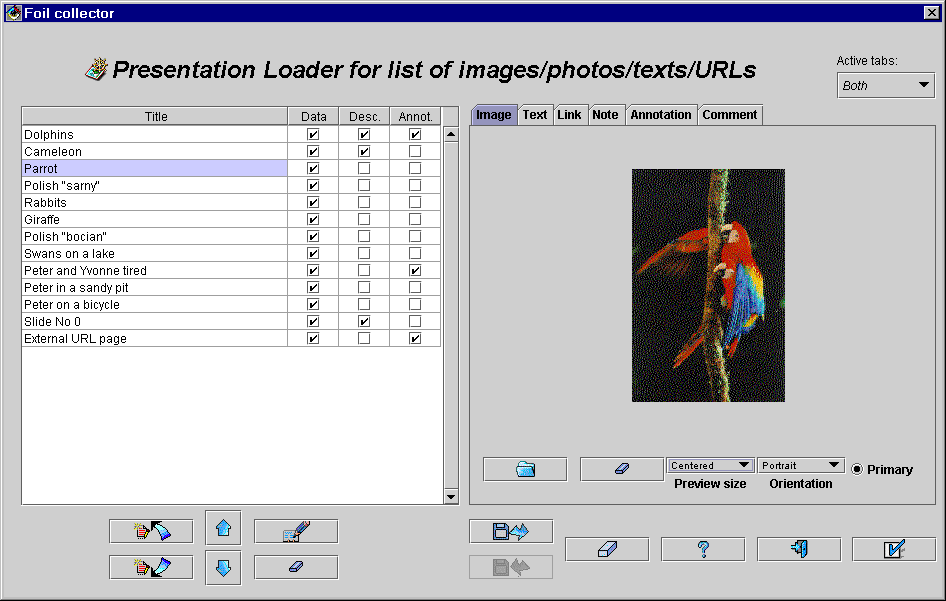 Foil collector
Presentation Loader for list of images/photos/texts/URLs
Active tabs:
Both
Title Data Desc. Annot.
Dolphins
Cameleon
Parrot
Polish "sarny"
Rabbits
Giraffe
Polish "bocian"
Swans on a lake
Peter and Yvonne tired
Peter in a sandy pit
Peter on a bicycle
Slide No 0
External URL page
Image Text Link Note Annotation Comment
Centered Portrait Primary
Preview size Orientation
?